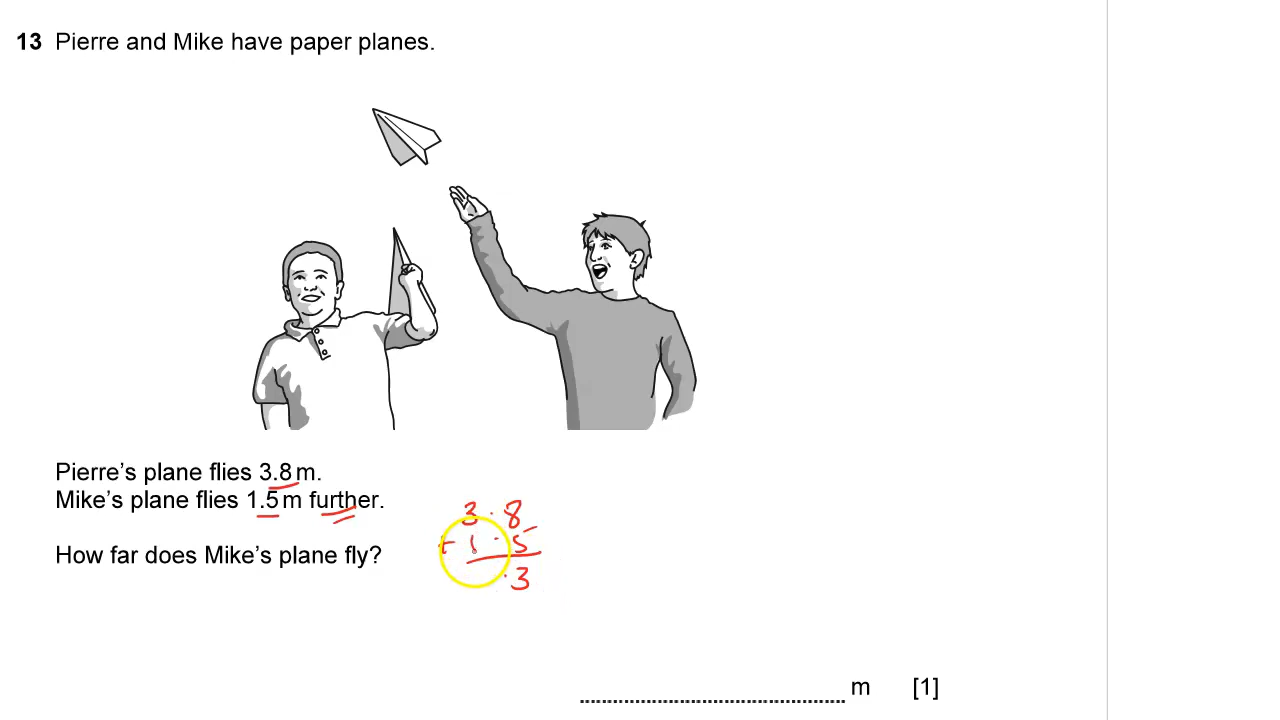 13 Pierre and Mike have paper planes.
Pierre's plane flies 3.8 m.
Mike's plane flies 1.5 m further.
How far does Mike's plane fly?
3.8
+ 1.5
.3
m [1]